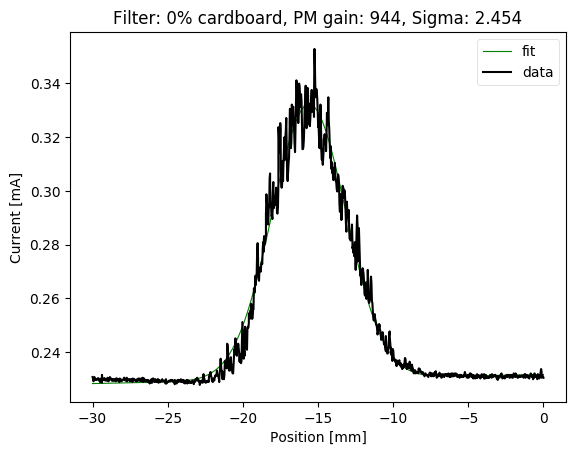 Filter: 0% cardboard, PM gain: 944, Sigma: 2.454
fit
data
Current [mA]
0.34
0.32
0.30
0.28
0.26
0.24
−30
−25
−20
−15
−10
−5
0
Position [mm]